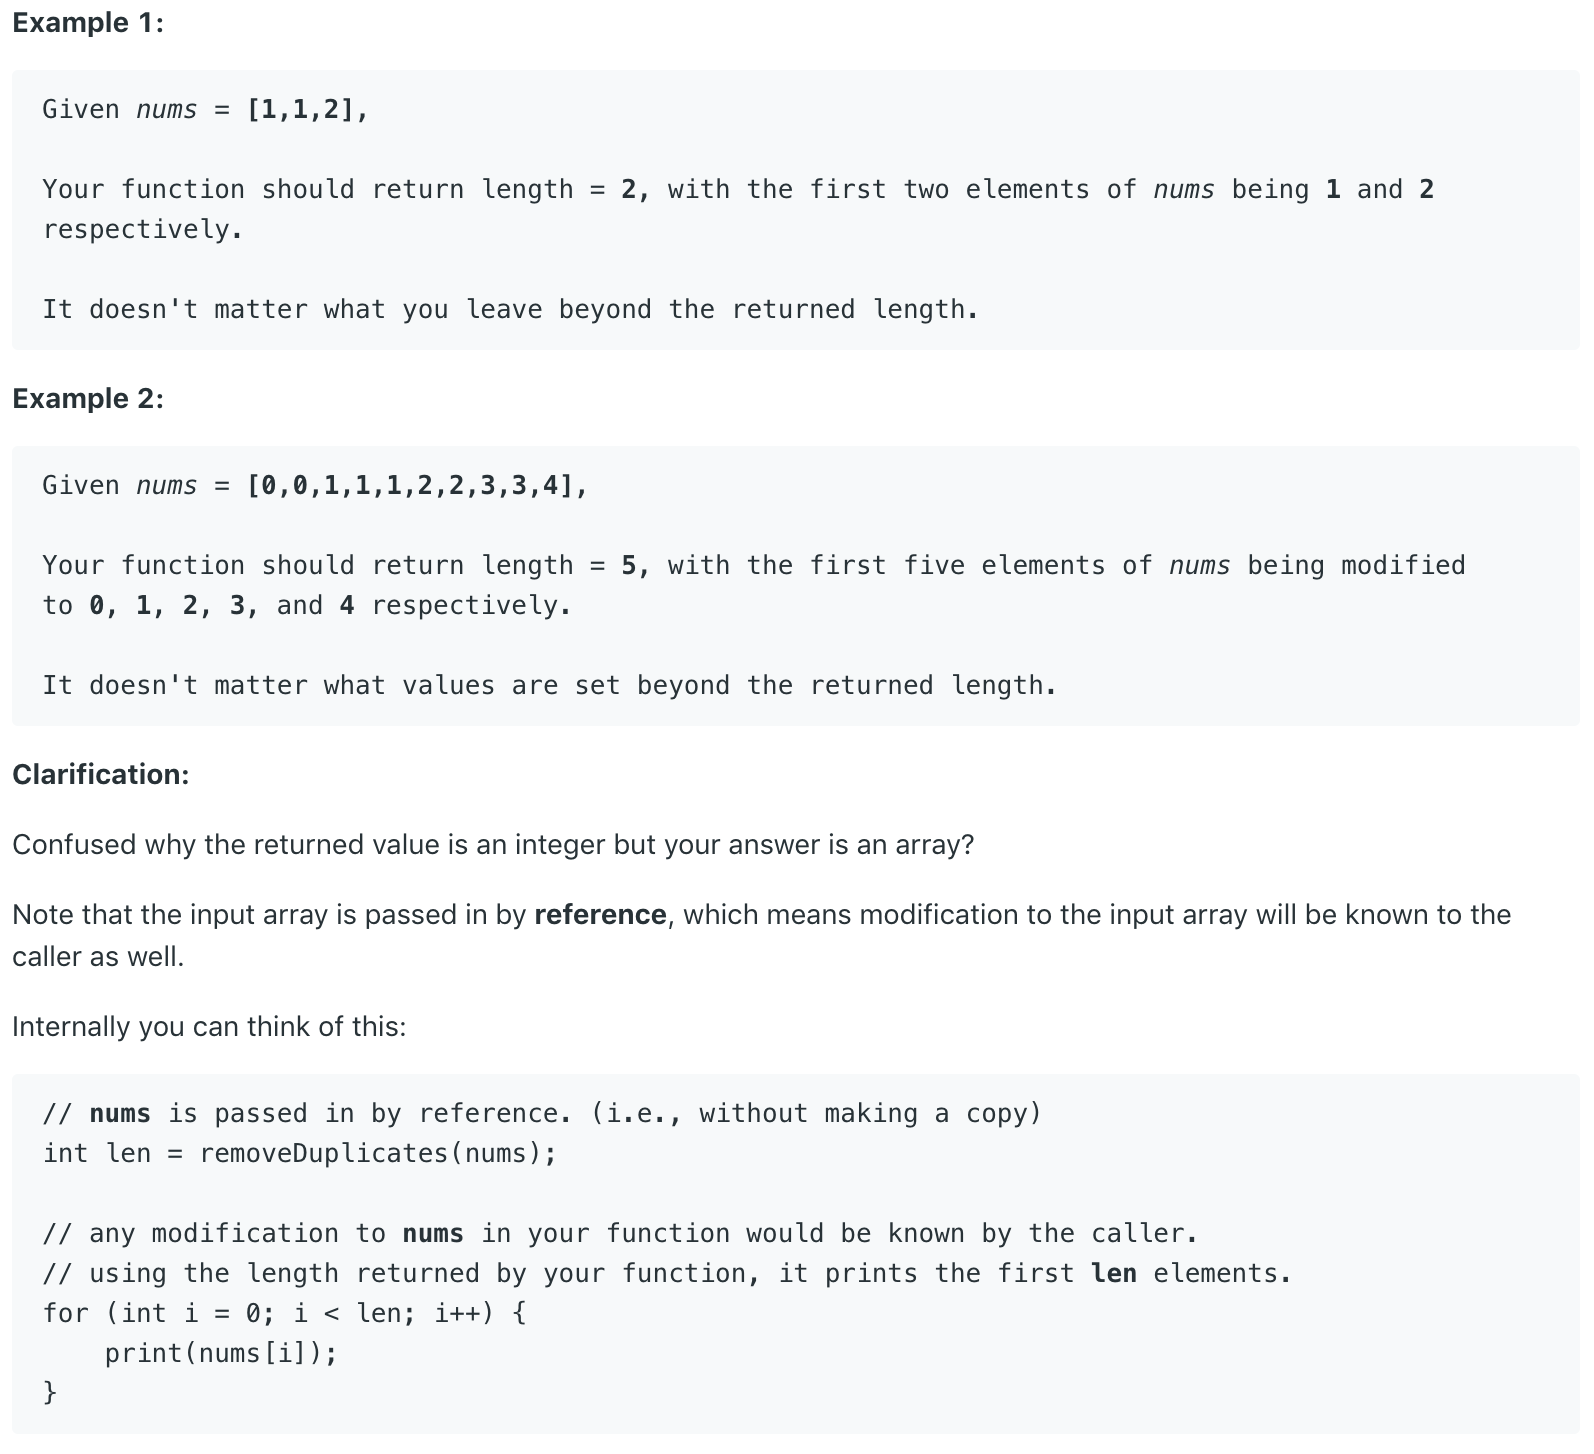 Example 1:
Given nums = [1,1,2],
Your function should return length = 2, with the first two elements of nums being 1 and 2
respectively.
It doesn't matter what you leave beyond the returned length.
Example 2:
Given nums = [0,0,1,1,1,2,2,3,3,4],
Your function should return length = 5, with the first five elements of nums being modified
to 0, 1, 2, 3, and 4 respectively.
It doesn't matter what values are set beyond the returned length.
Clarification:
Confused why the returned value is an integer but your answer is an array?
Note that the input array is passed in by reference, which means modification to the input array will be known to the
caller as well.
Internally you can think of this:
// nums is passed in by reference. (i.e., without making a copy)
int len = removeDuplicates(nums);
// any modification to nums in your function would be known by the caller.
// using the length returned by your function, it prints the first len elements.
for (int i = 0; i < len; i++) {
    print(nums[i]);
}